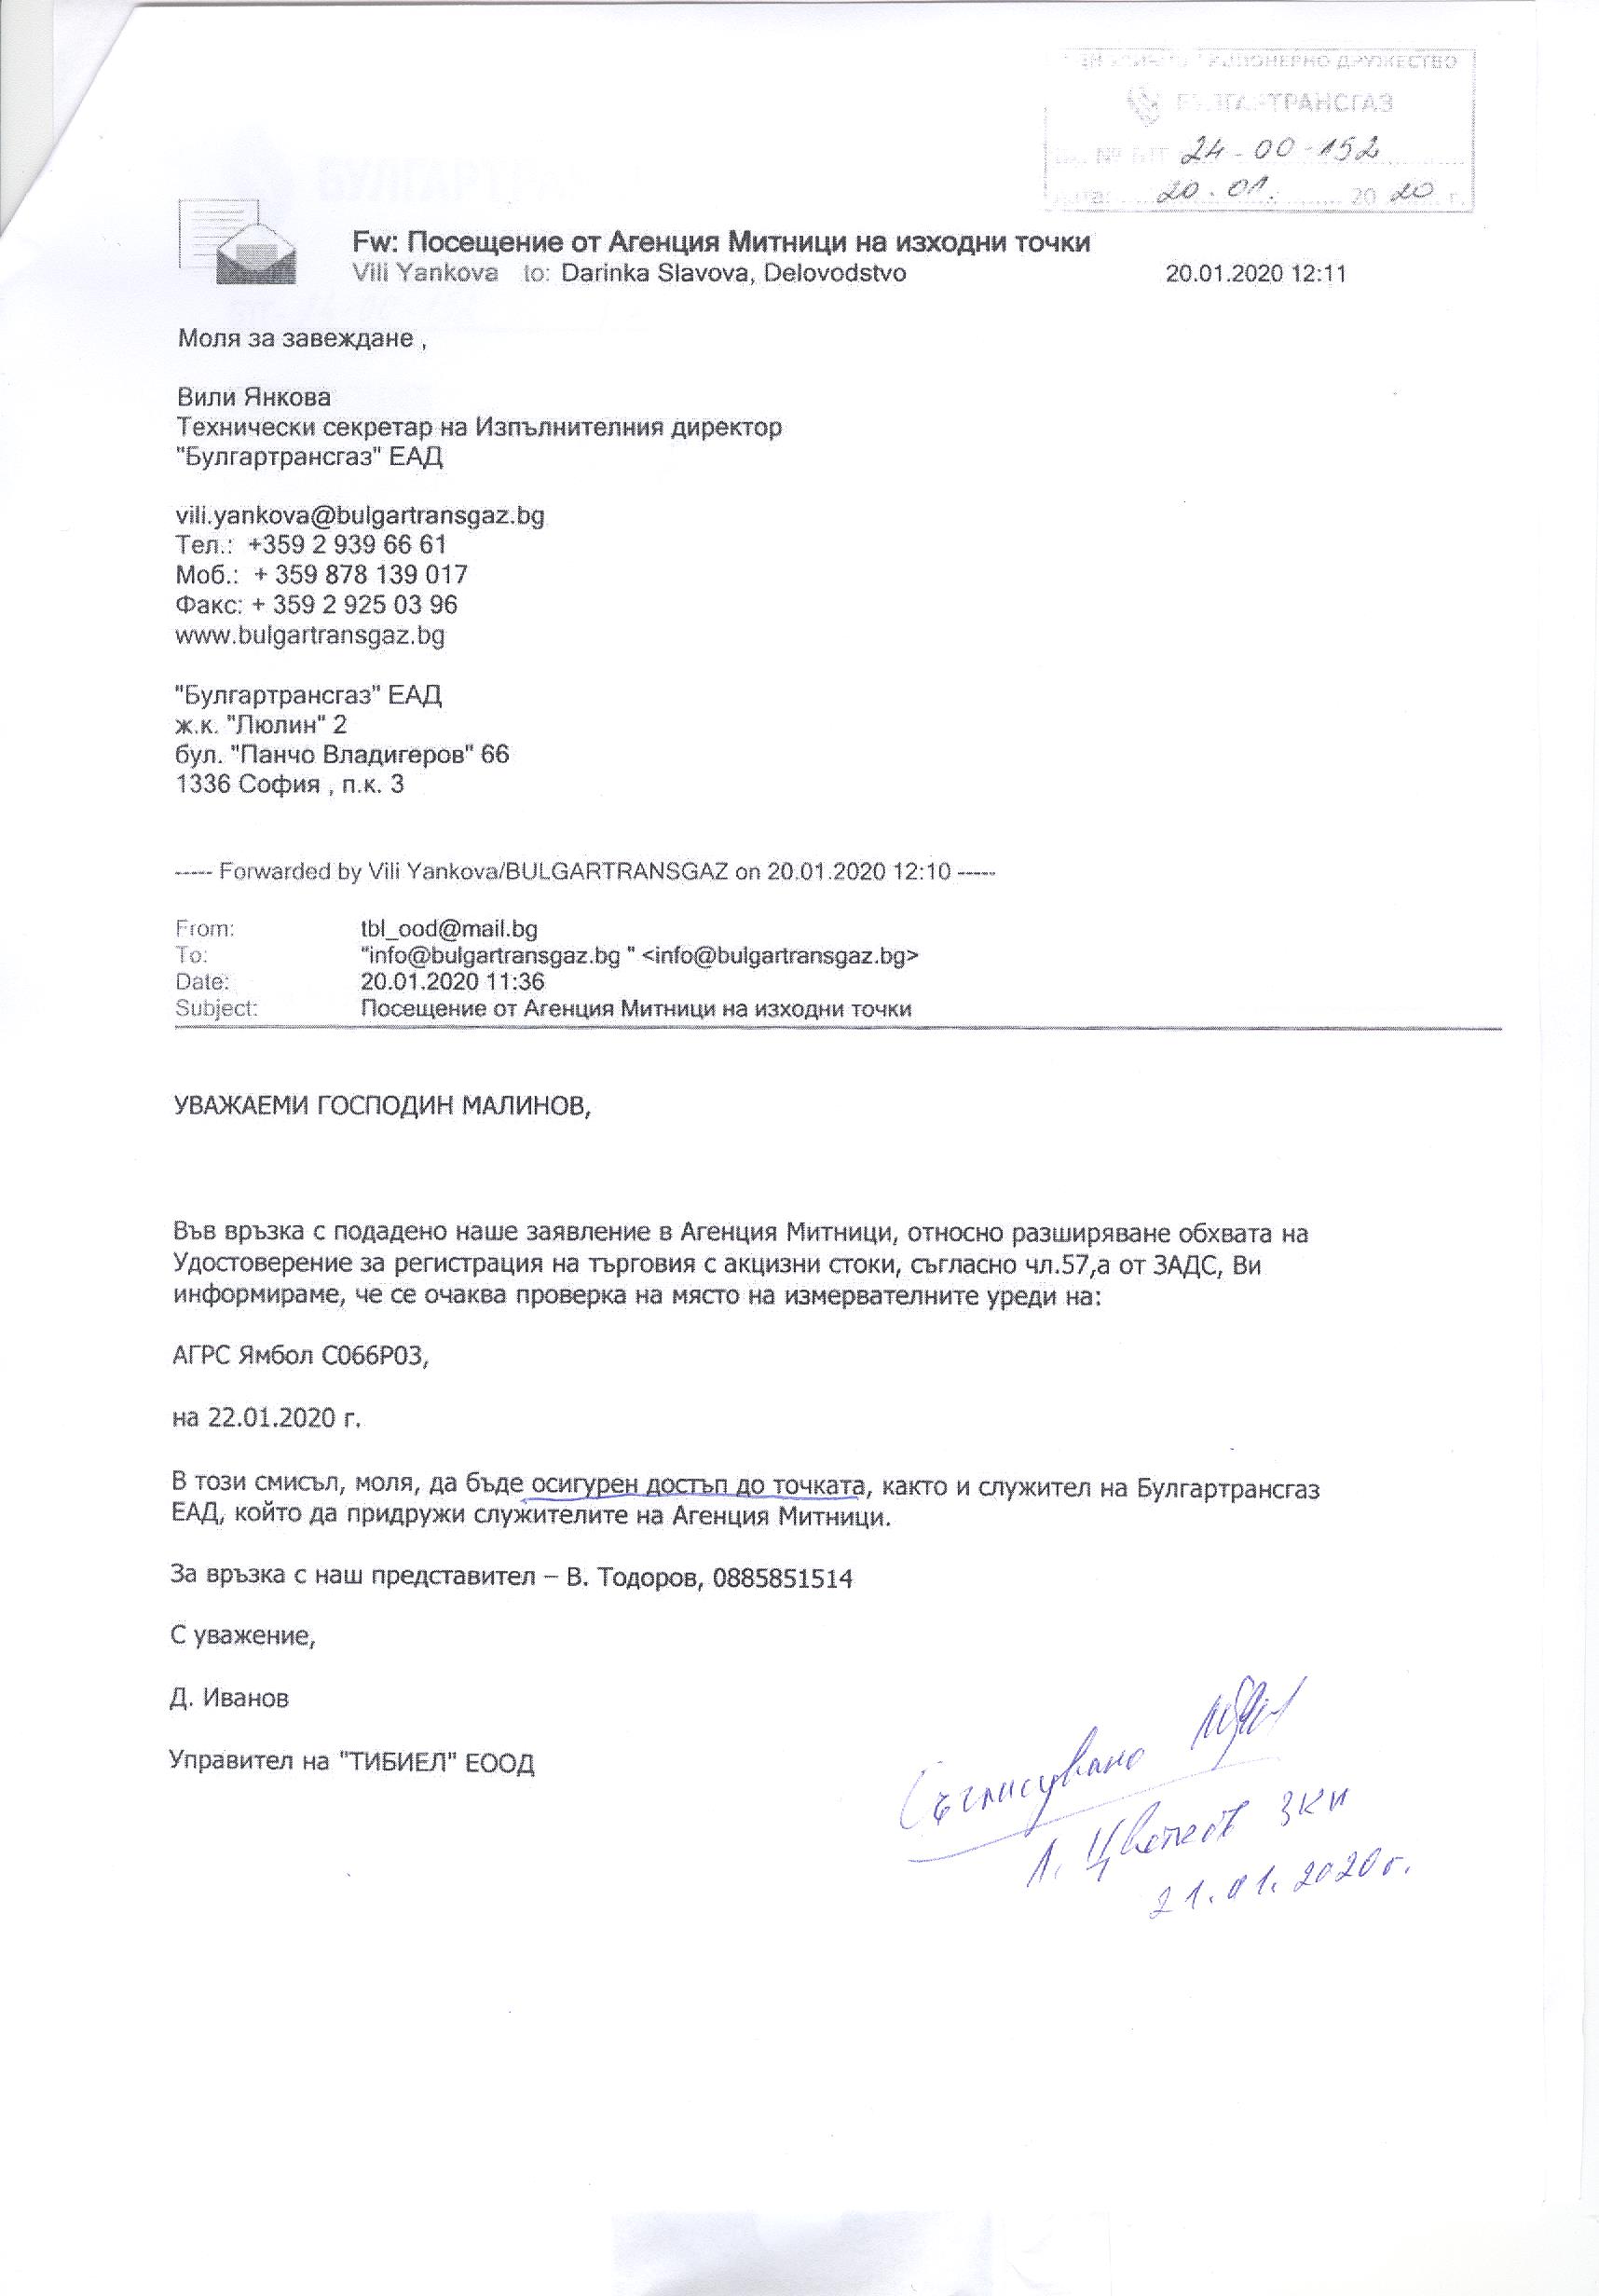 АКЦИОНЕРНО ДРУЖЕСТВО
БУЛГАРТРАНСГАЗ
№ БТГ 24-00-152
Дата: 20.01. 2020 г.
Fw: Посещение от Агенция Митници на изходни точки
Vili Yankova to: Darinka Slavova, Delovodstvo 20.01.2020 12:11
Моля за завеждане ,
Вили Янкова
Технически секретар на Изпълнителния директор
"Булгартрансгаз" ЕАД
vili.yankova@bulgartransgaz.bg
Тел.: +359 2 939 66 61
Моб.: + 359 878 139 017
Факс: + 359 2 925 03 96
www.bulgartransgaz.bg
"Булгартрансгаз" ЕАД
ж.к. "Люлин" 2
бул. "Панчо Владигеров" 66
1336 София , п.к. 3
----- Forwarded by Vili Yankova/BULGARTRANSGAZ on 20.01.2020 12:10 -----
From: tbl_ood@mail.bg
To: "info@bulgartransgaz.bg " <info@bulgartransgaz.bg>
Date: 20.01.2020 11:36
Subject: Посещение от Агенция Митници на изходни точки
УВАЖАЕМИ ГОСПОДИН МАЛИНОВ,
Във връзка с подадено наше заявление в Агенция Митници, относно разширяване обхвата на
Удостоверение за регистрация на търговия с акцизни стоки, съгласно чл.57,а от ЗАДС, Ви
информираме, че се очаква проверка на място на измервателните уреди на:
АГРС Ямбол С066Р03,
на 22.01.2020 г.
В този смисъл, моля, да бъде осигурен достъп до точката, както и служител на Булгартрансгаз
ЕАД, който да придружи служителите на Агенция Митници.
За връзка с наш представител – В. Тодоров, 0885851514
С уважение,
Д. Иванов
Управител на "ТИБИЕЛ" ЕООД
Съгласувано
Л. Цветков ЗКИ
21.01.2020г.